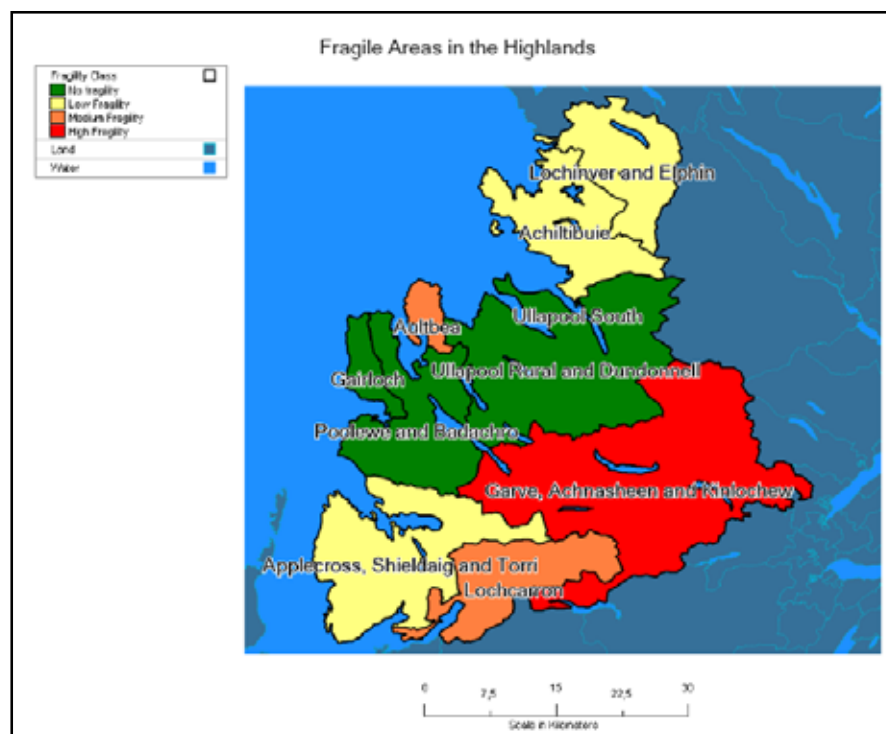 Fragile Areas in the Highlands
Fragility Class
No fragility
Low Fragility
Medium Fragility
High Fragility
Land
Water
Lochinver and Elphin
Achiltibuie
Aultbea
Ullapool South
Gairloch
Ullapool Rural and Dundonnell
Poolewe and Badachro
Garve, Achnasheen and Kinlochew
Applecross, Shieldaig and Torri
Lochcarron
0 15 30
7,5 22,5
Scale in Kilometers